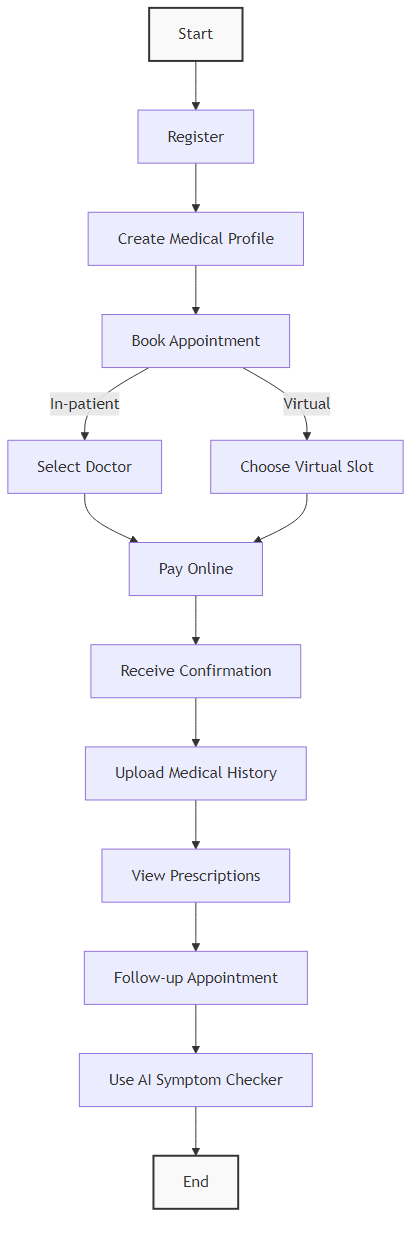 Start
Register
Create Medical Profile
Book Appointment
In-patient
Virtual
Select Doctor
Choose Virtual Slot
Pay Online
Receive Confirmation
Upload Medical History
View Prescriptions
Follow-up Appointment
Use AI Symptom Checker
End